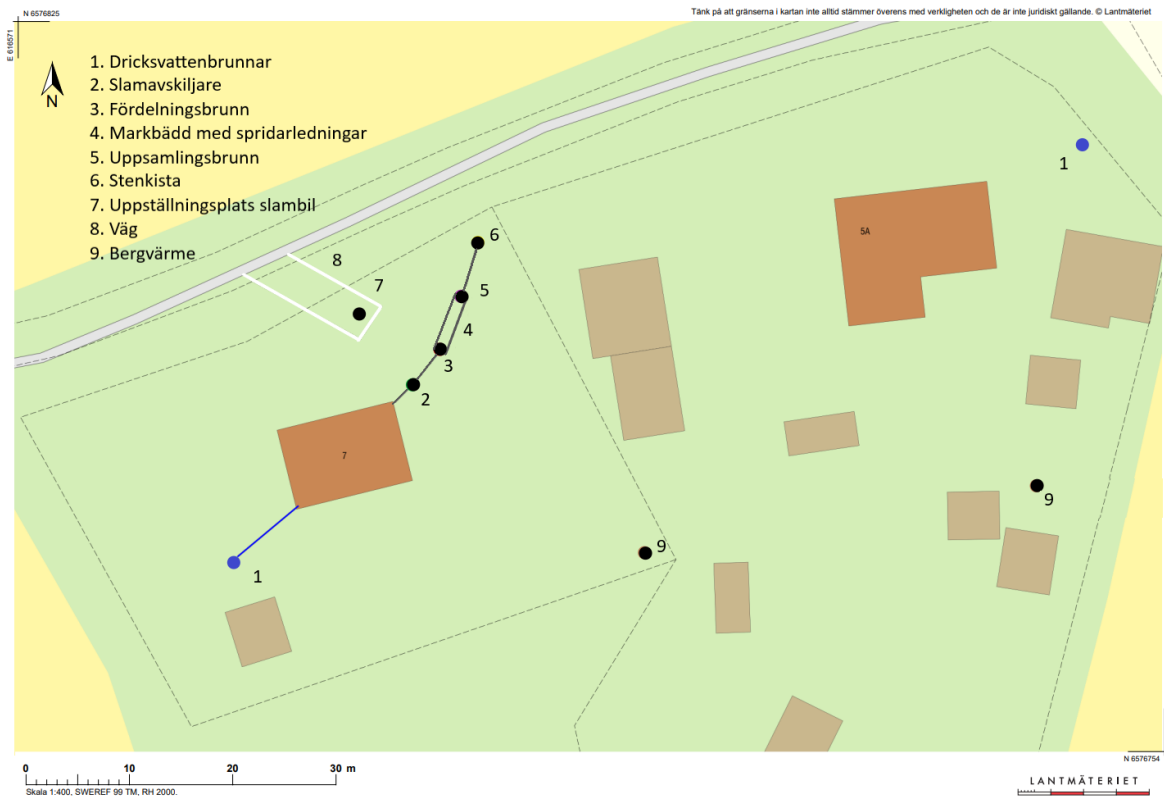 N 6576825
Tänk på att gränserna i kartan inte alltid stämmer överens med verkligheten och de är inte juridiskt gällande. © Lantmäteriet
E 616571
N
1. Dricksvattenbrunnar
2. Slamavskiljare
3. Fördelningsbrunn
4. Markbädd med spridarledningar
5. Uppsamlingsbrunn
6. Stenkista
7. Uppställningsplats slambil
8. Väg
9. Bergvärme
1
5A
6
8
7
5
4
3
2
7
9
9
1
N 6576754
0 10 20 30 m
Skala 1:400, SWEREF 99 TM, RH 2000.
LANTMÄTERIET